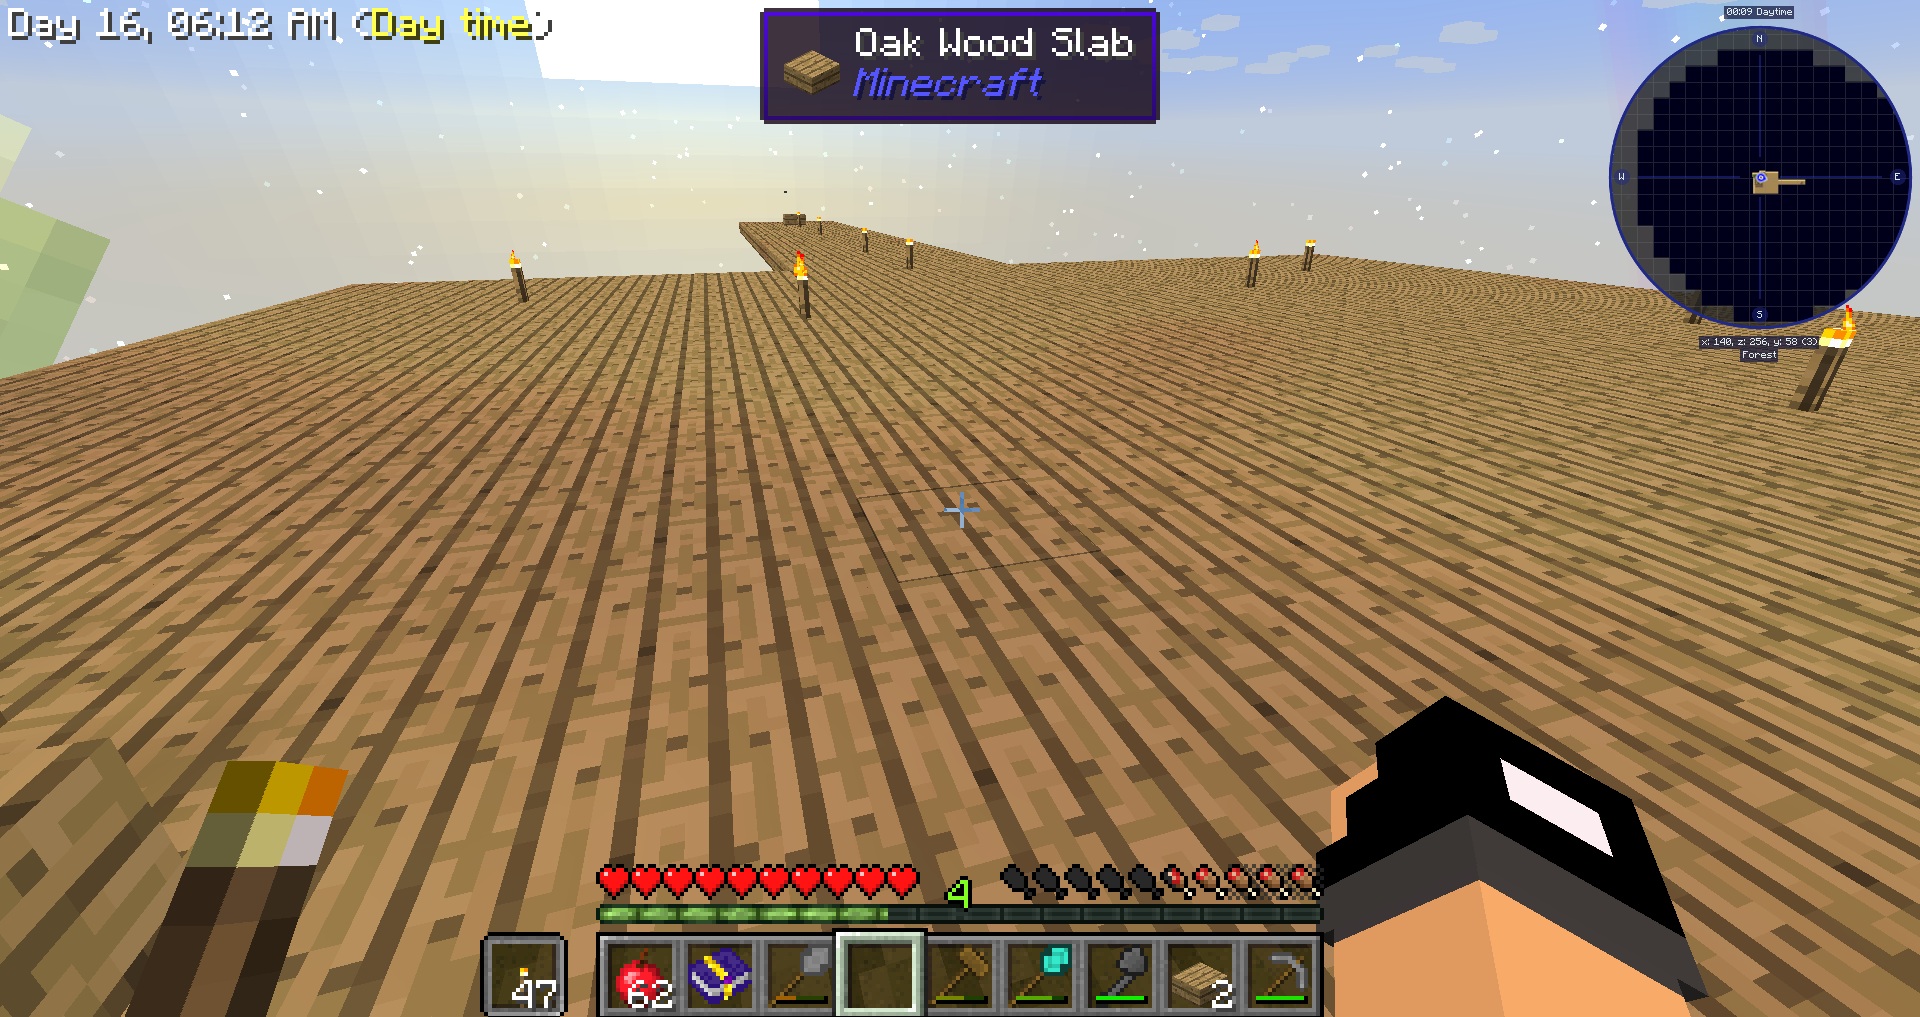 Day 16, 06:12 AM (Day time)
Oak Wood Slab
Minecraft
00:09 Daytime
N
W
E
S
x: 140, z: 256, y: 58 (3)
Forest
4
47
62
2